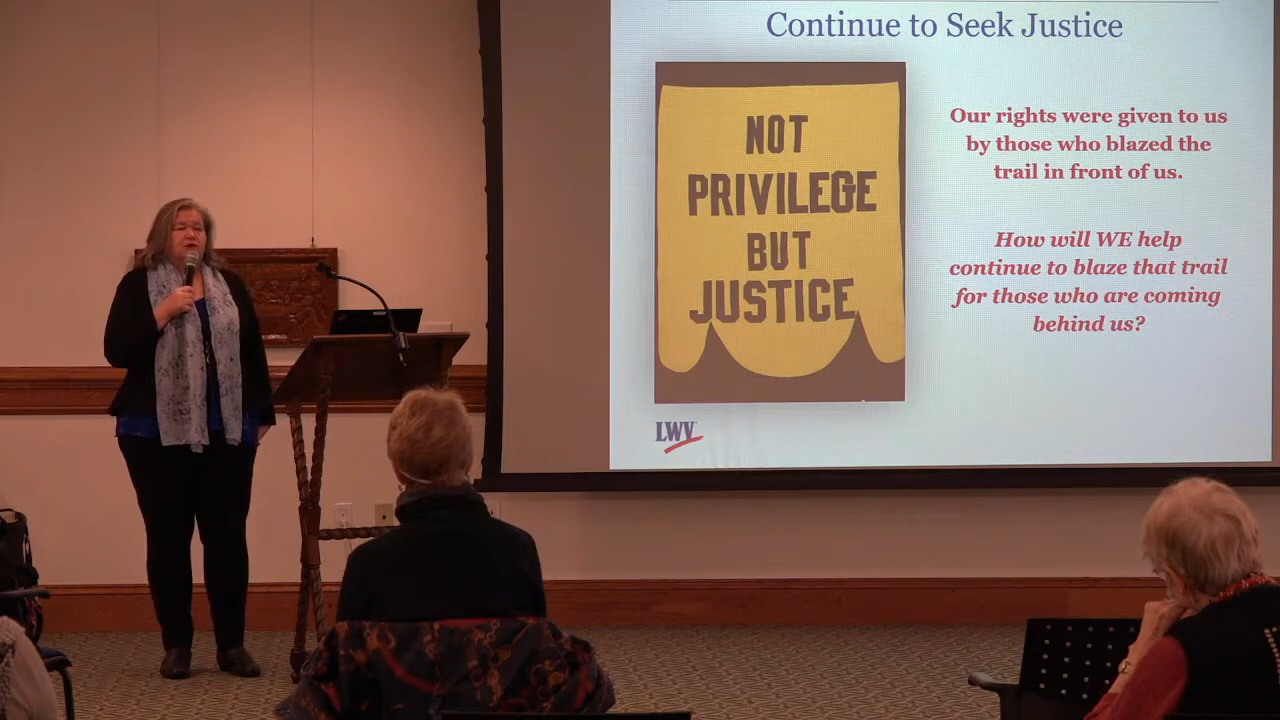 Continue to Seek Justice
NOT
PRIVILEGE
BUT
JUSTICE
Our rights were given to us
by those who blazed the
trail in front of us.
How will WE help
continue to blaze that trail
for those who are coming
behind us?
LWV